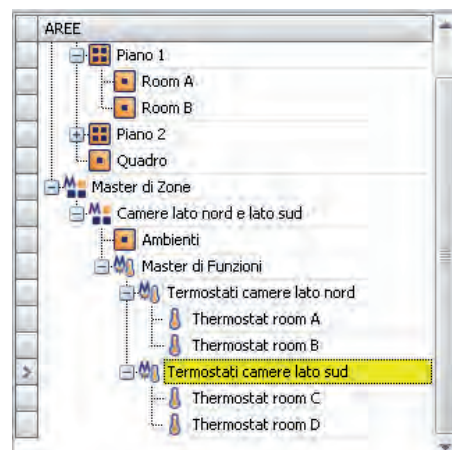 AREE
Piano 1
Room A
Room B
Piano 2
Quadro
Master di Zone
Camere lato nord e lato sud
Ambienti
Master di Funzioni
Termostati camere lato nord
Thermostat room A
Thermostat room B
Termostati camere lato sud
Thermostat room C
Thermostat room D